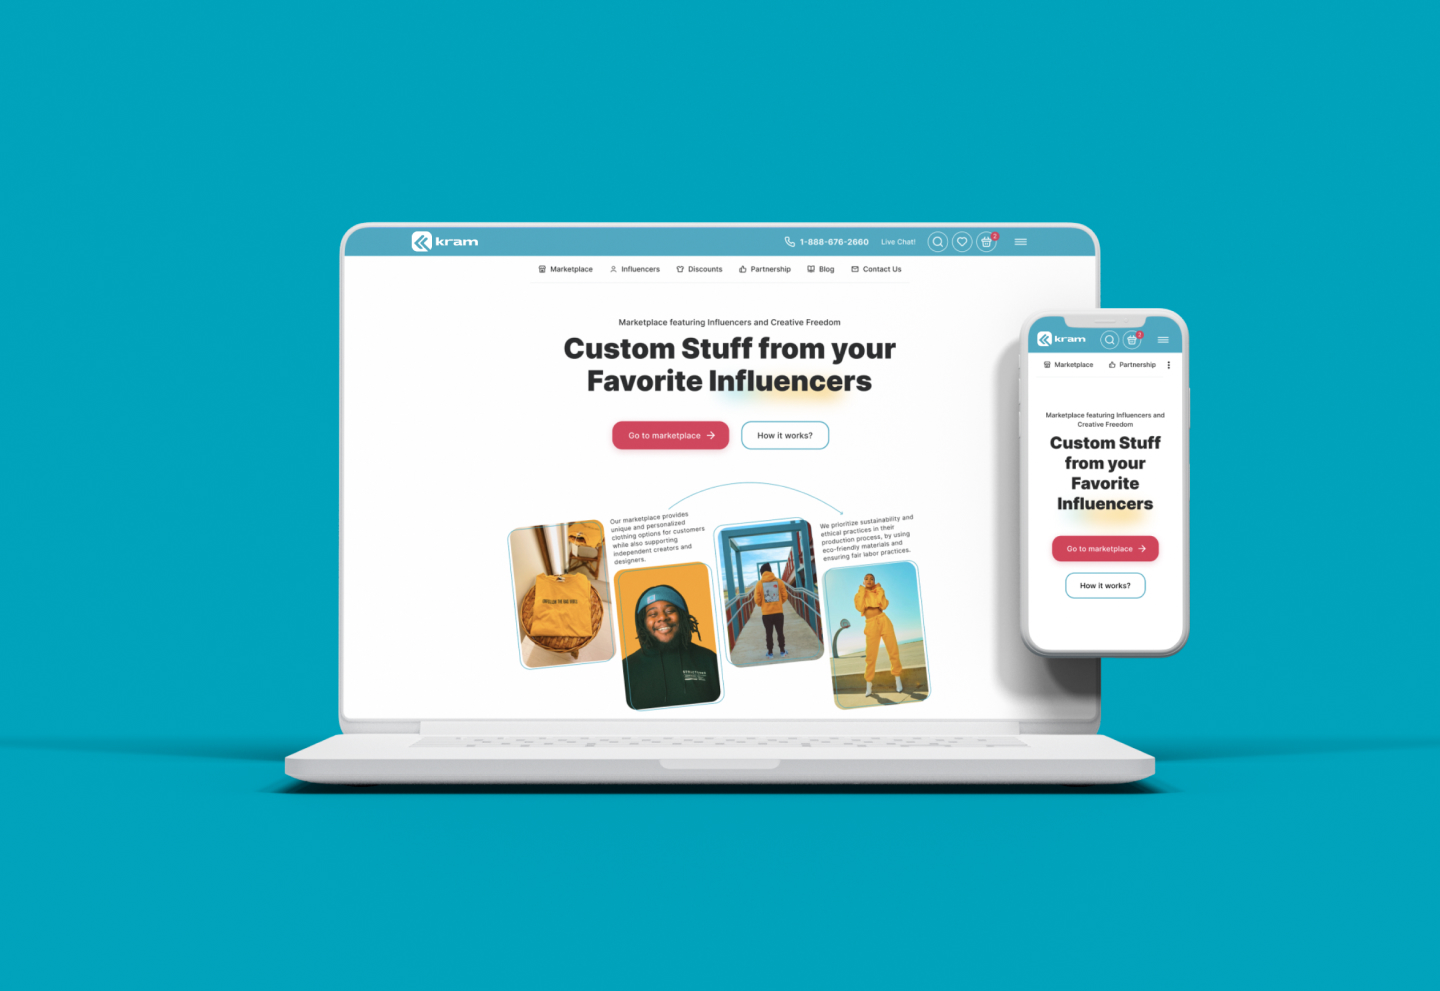 kram
1-888-676-2660 Live Chat! 2
Marketplace Influencers Discounts Partnership Blog Contact Us
Marketplace featuring Influencers and Creative Freedom
Custom Stuff from your
Favorite Influencers
Go to marketplace
How it works?
Our marketplace provides
unique and personalized
clothing options for customers
while also supporting
independent creators and
designers.
We prioritize sustainability and
ethical practices in their
production process, by using
eco-friendly materials and
ensuring fair labor practices.
kram
2
Marketplace Partnership
Marketplace featuring Influencers and
Creative Freedom
Custom Stuff
from your
Favorite
Influencers
Go to marketplace
How it works?